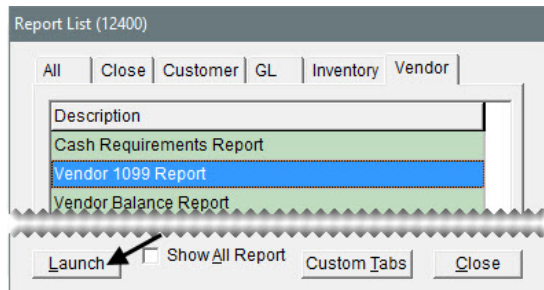 Report List (12400)
All Close Customer GL Inventory Vendor
Description
Cash Requirements Report
Vendor 1099 Report
Vendor Balance Report
Launch Show All Report Custom Tabs Close